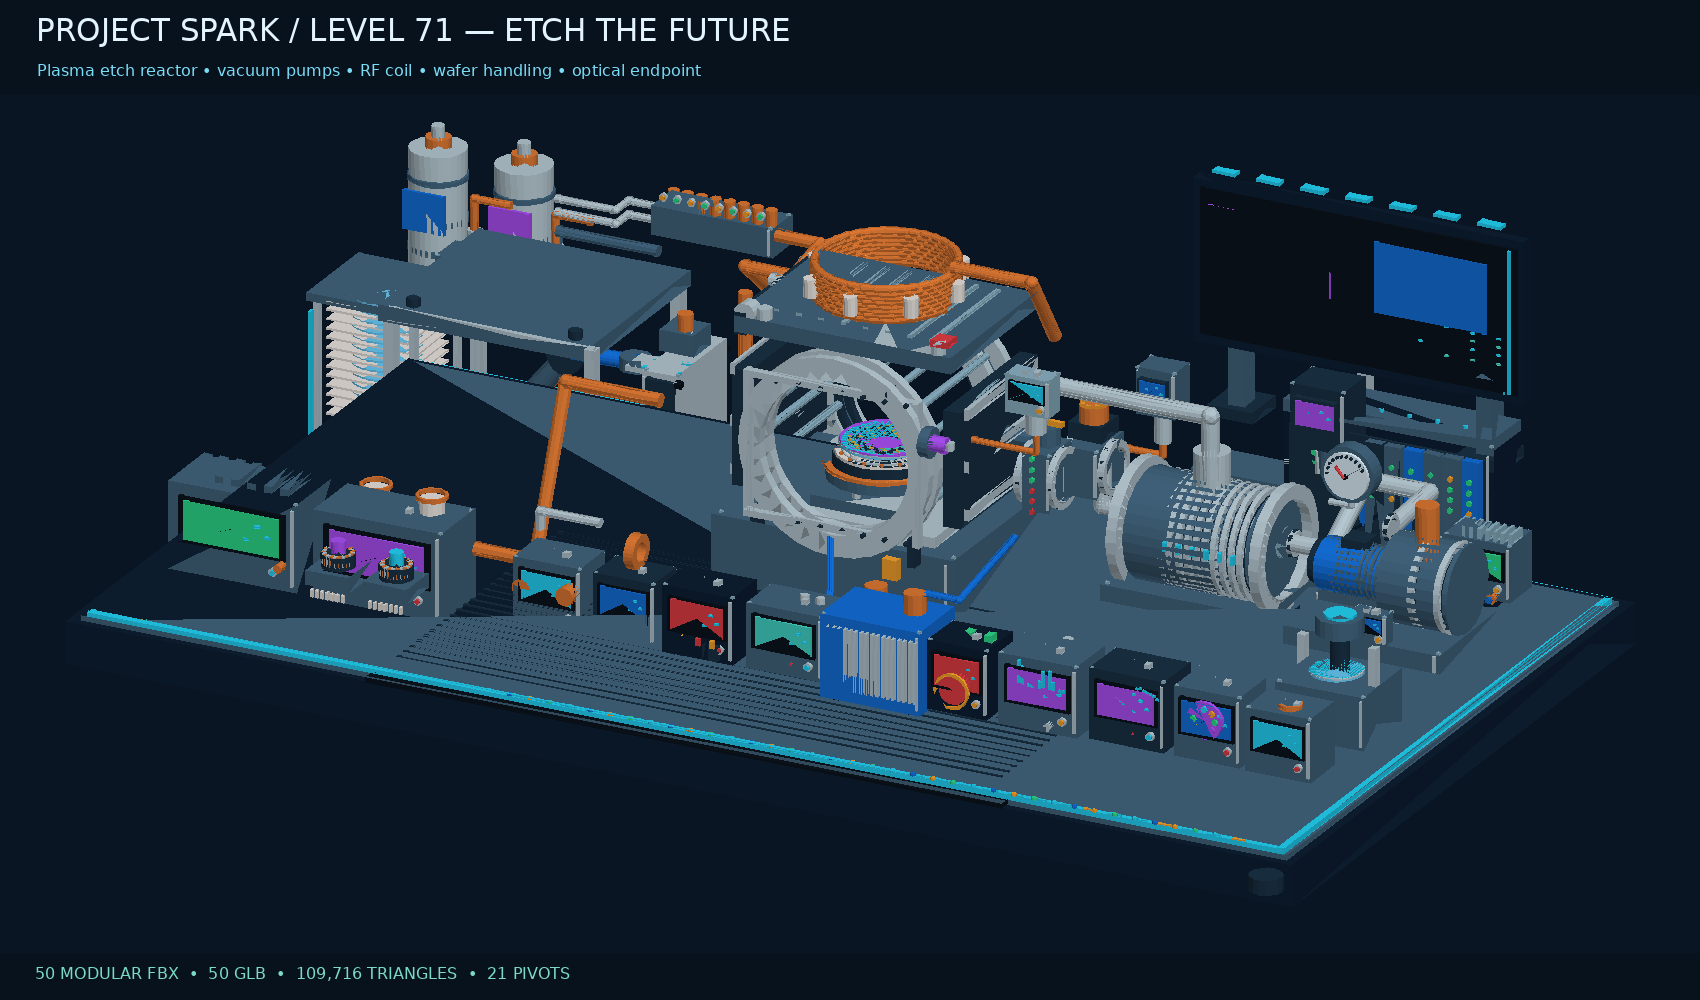 PROJECT SPARK / LEVEL 71 — ETCH THE FUTURE
Plasma etch reactor • vacuum pumps • RF coil • wafer handling • optical endpoint
50 MODULAR FBX • 50 GLB • 109,716 TRIANGLES • 21 PIVOTS